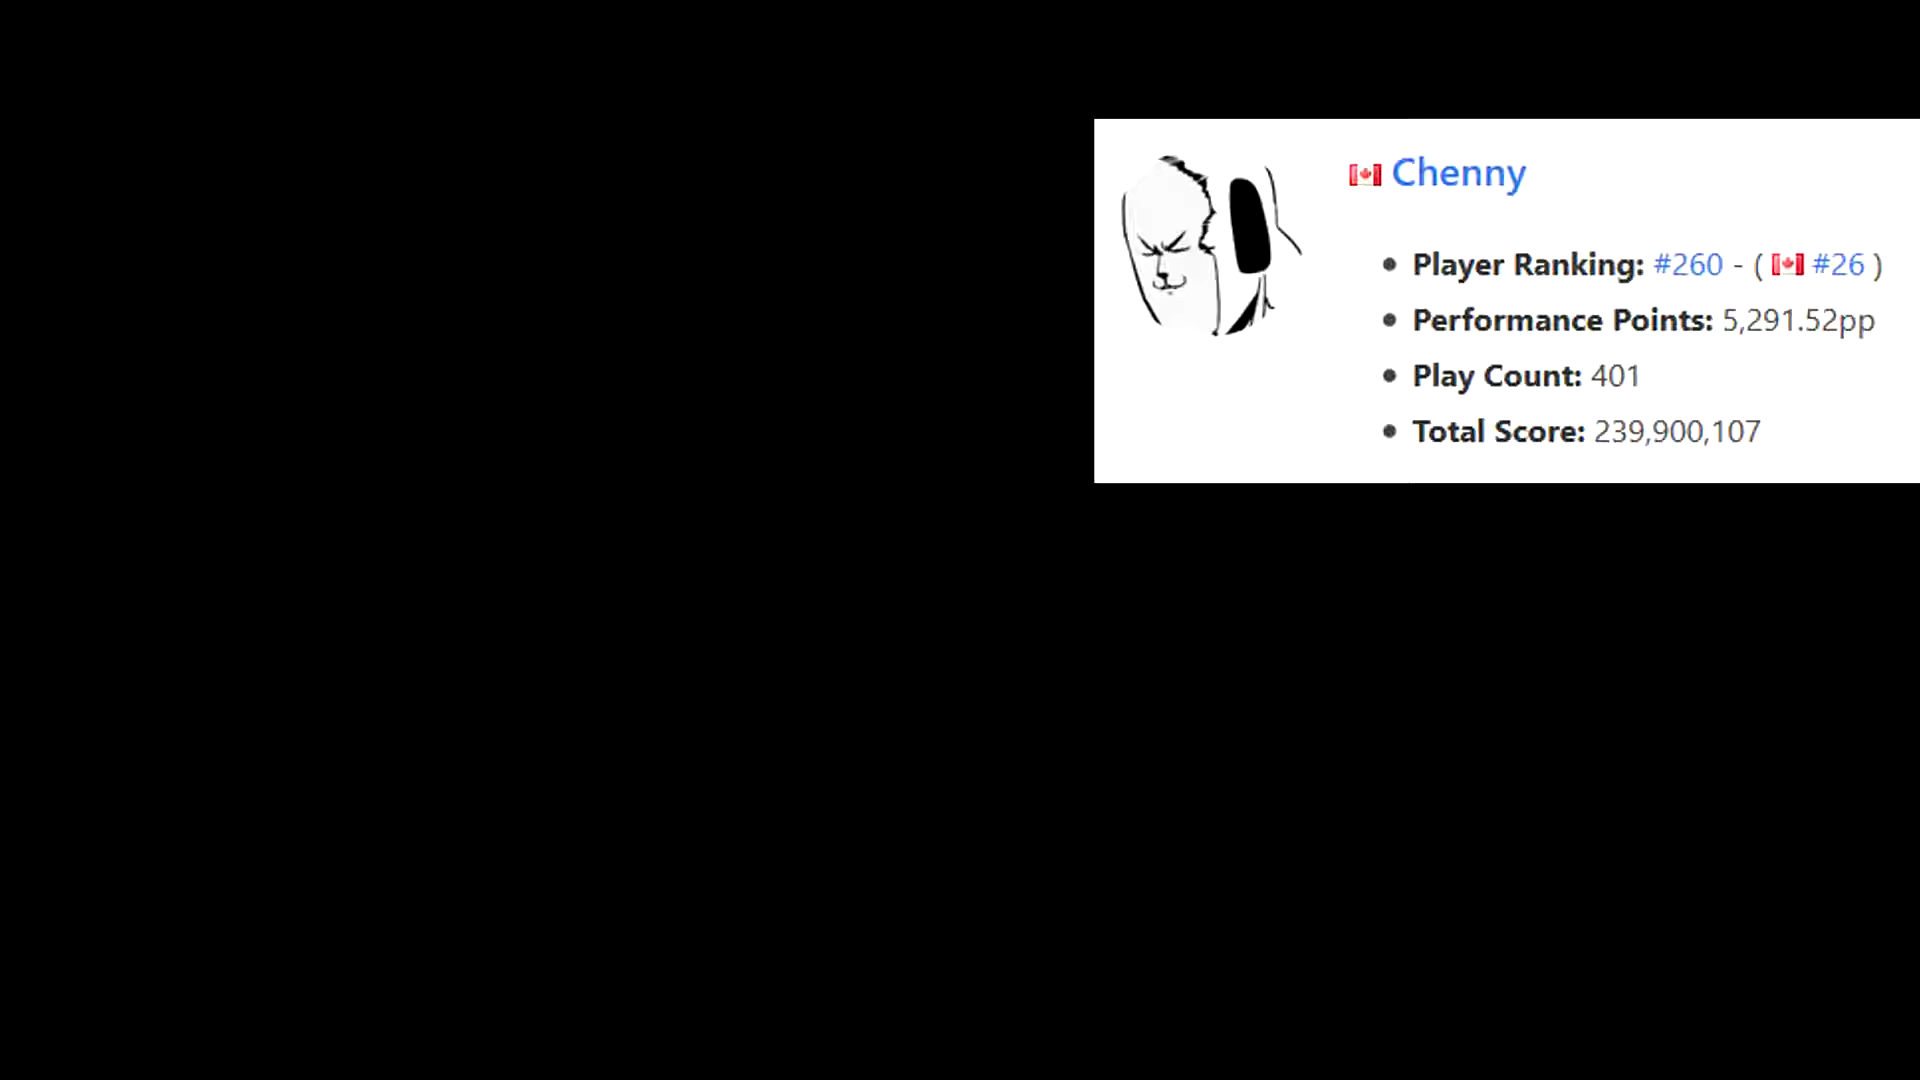 Chenny
Player Ranking: #260 - ( #26 )
Performance Points: 5,291.52pp
Play Count: 401
Total Score: 239,900,107